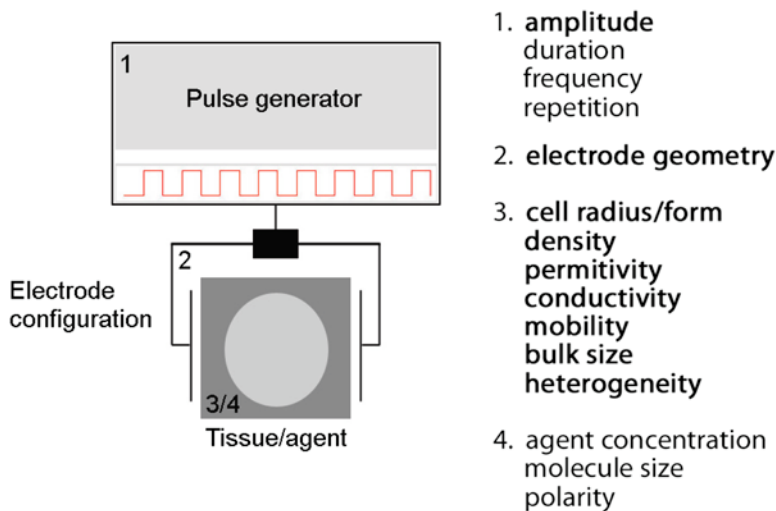 1
Pulse generator
2
Electrode
configuration
3/4
Tissue/agent
1. amplitude
duration
frequency
repetition
2. electrode geometry
3. cell radius/form
density
permitivity
conductivity
mobility
bulk size
heterogeneity
4. agent concentration
molecule size
polarity